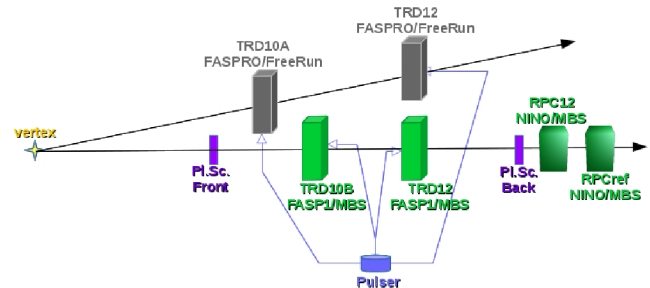 TRD12
FASPRO/FreeRun
TRD10A
FASPRO/FreeRun
RPC12
NINO/MBS
vertex
Pl.Sc.
Front
TRD10B
FASP1/MBS
TRD12
FASP1/MBS
Pl.Sc.
Back
RPCref
NINO/MBS
Pulser